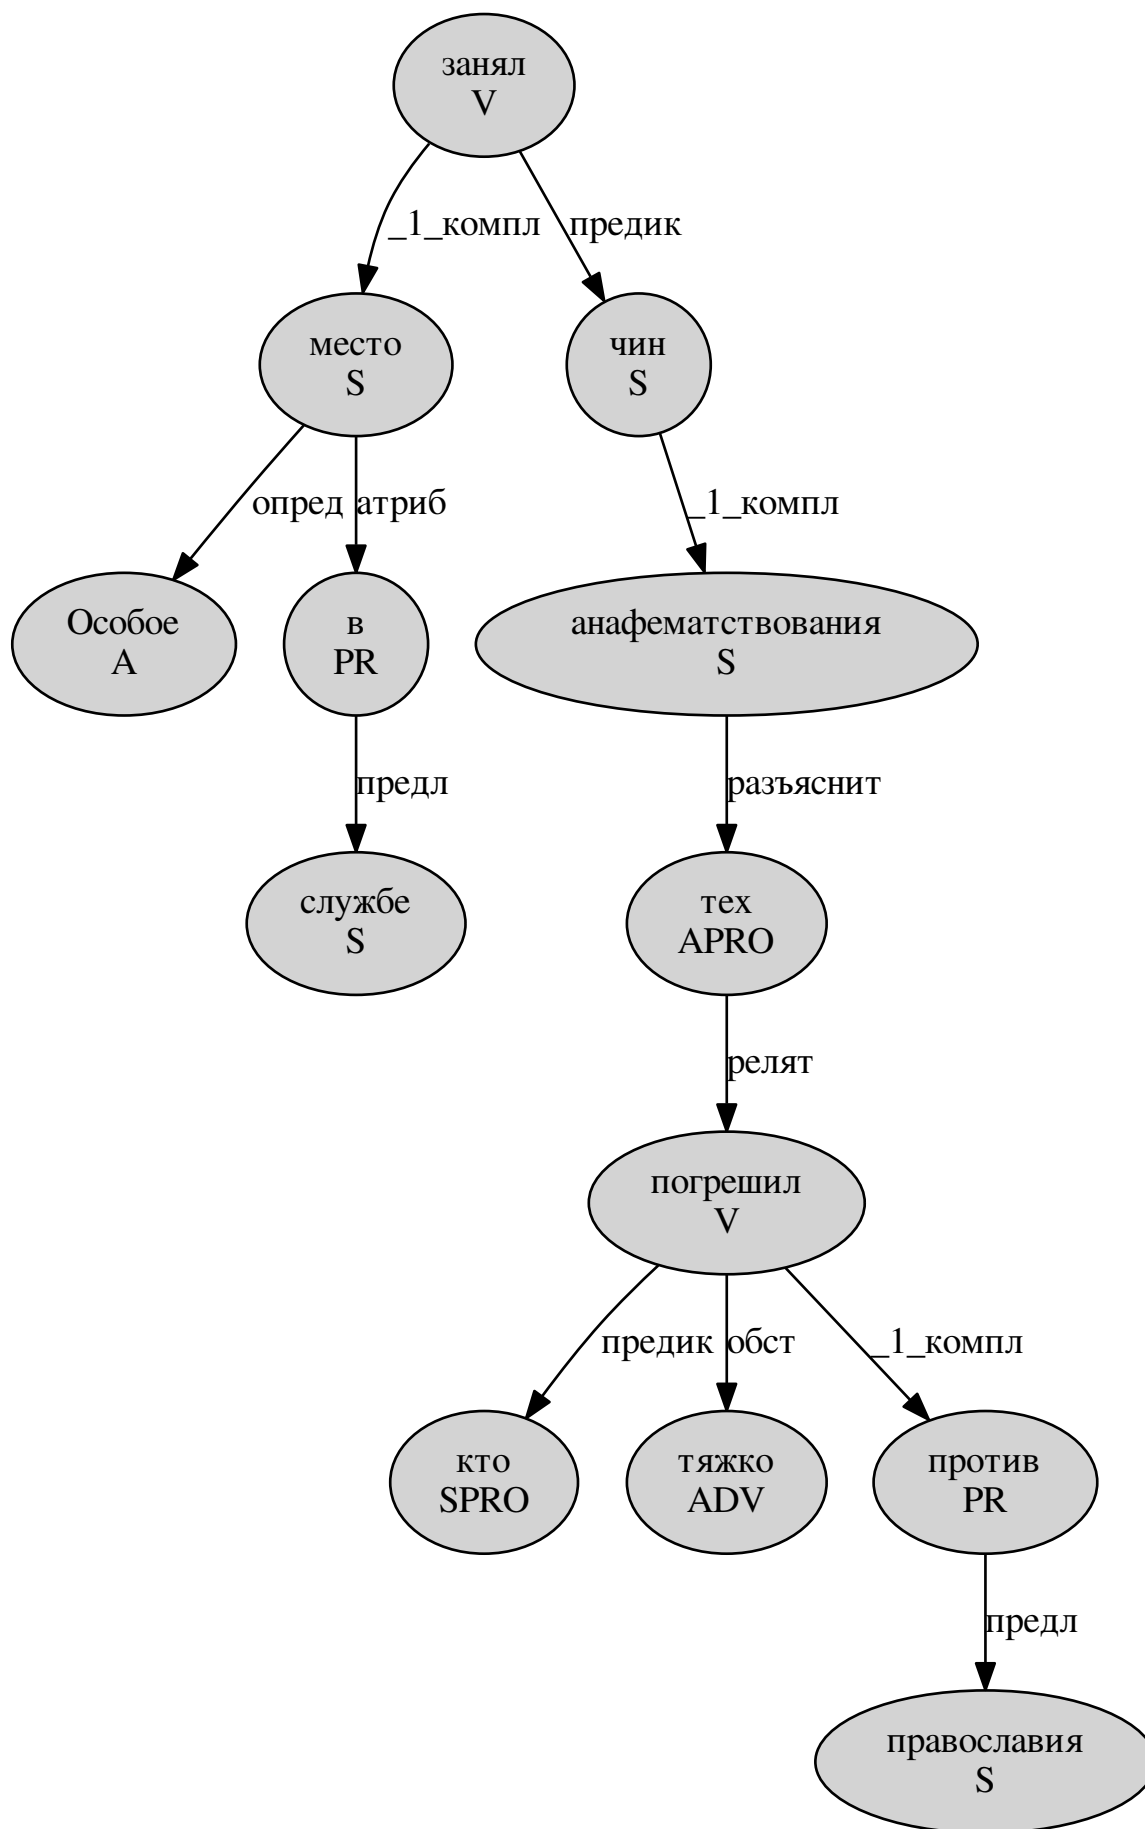 занял
V
_1_компл
предик
место
S
чин
S
опред
атриб
_1_компл
Особое
A
в
PR
анафематствования
S
предл
разъяснит
службе
S
тех
APRO
релят
погрешил
V
предик
обст
_1_компл
кто
SPRO
тяжко
ADV
против
PR
предл
православия
S